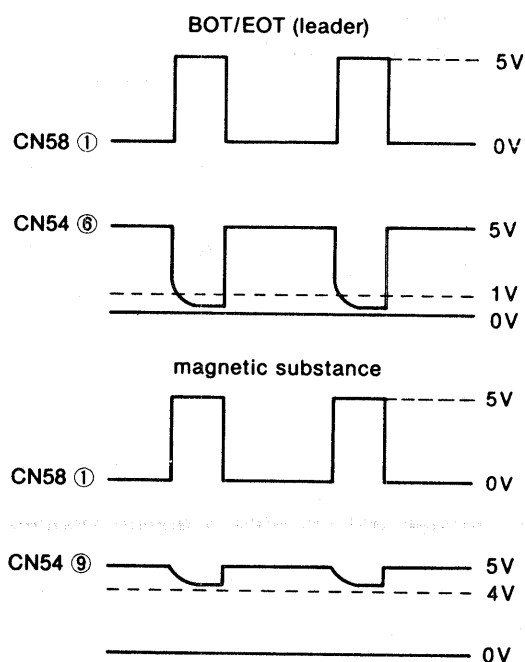 BOT/EOT (leader)
5V
CN58 ①
0V
CN54 ⑥
5V
1V
0V
magnetic substance
5V
CN58 ①
0V
CN54 ⑨
5V
4V
0V